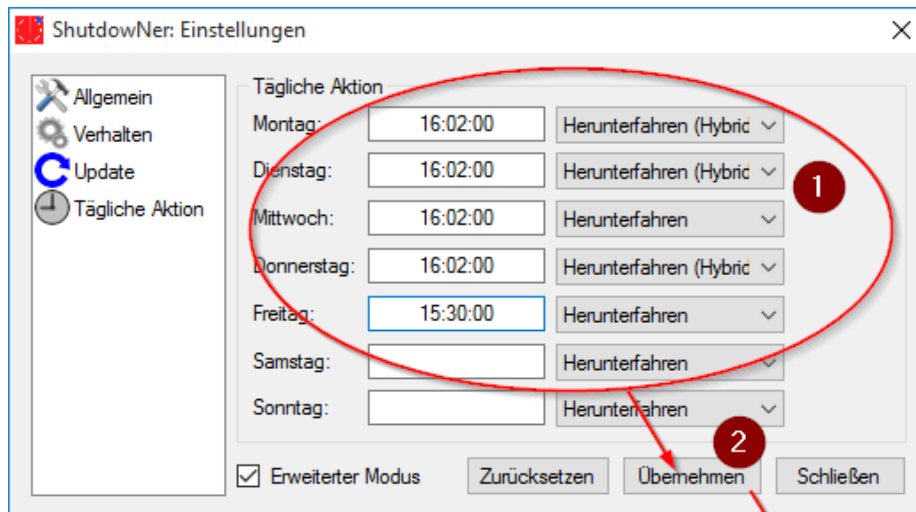 ShutdowNer: Einstellungen
Allgemein
Verhalten
Update
Tägliche Aktion
Tägliche Aktion
Montag: 16:02:00 Herunterfahren (Hybrid
Dienstag: 16:02:00 Herunterfahren (Hybrid
1
Mittwoch: 16:02:00 Herunterfahren
Donnerstag: 16:02:00 Herunterfahren (Hybrid
Freitag: 15:30:00 Herunterfahren
Samstag: Herunterfahren
Sonntag: Herunterfahren
2
Erweiterter Modus Zurücksetzen Übernehmen Schließen